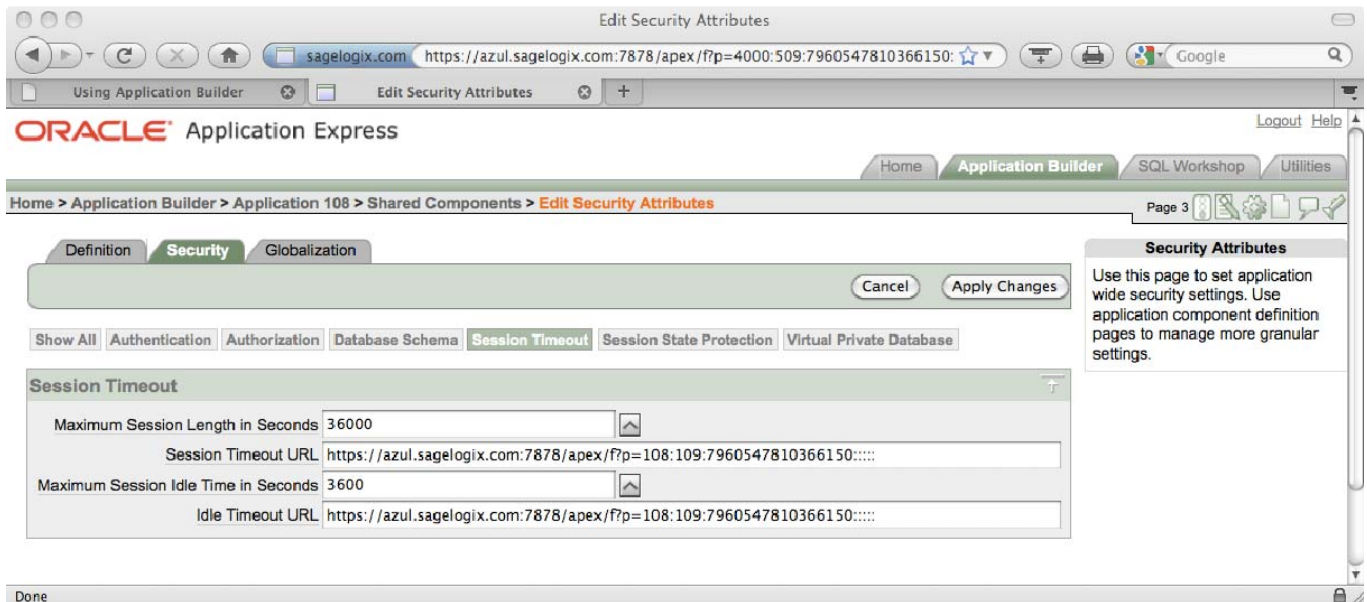 Edit Security Attributes
sagelogix.com https://azul.sagelogix.com:7878/apex/f?p=4000:509:7960547810366150: Google
Using Application Builder Edit Security Attributes +
ORACLE Application Express
Logout Help
Home Application Builder SQL Workshop Utilities
Home > Application Builder > Application 108 > Shared Components > Edit Security Attributes Page 3
Definition Security Globalization
Cancel Apply Changes
Show All Authentication Authorization Database Schema Session Timeout Session State Protection Virtual Private Database
Session Timeout
Maximum Session Length in Seconds 36000
Session Timeout URL https://azul.sagelogix.com:7878/apex/f?p=108:109:7960547810366150:::::
Maximum Session Idle Time in Seconds 3600
Idle Timeout URL https://azul.sagelogix.com:7878/apex/f?p=108:109:7960547810366150:::::
Security Attributes
Use this page to set application
wide security settings. Use
application component definition
pages to manage more granular
settings.
Done